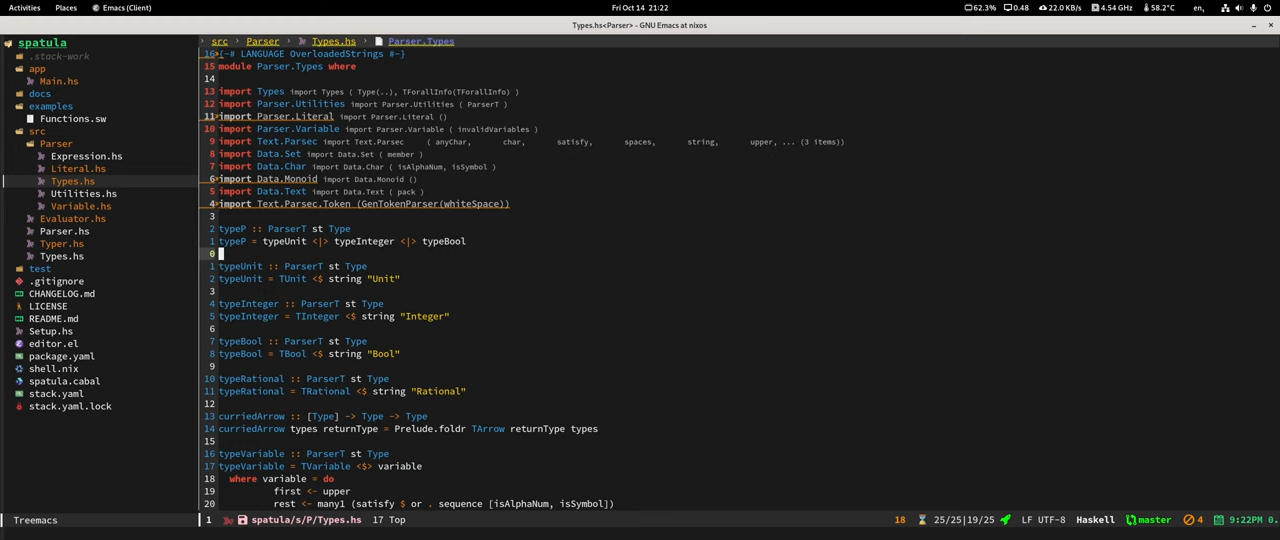 Activities Places Emacs (Client) Fri Oct 14 21:22 62.3% 0.48 22.0 KB/s 4.54 GHz 58.2°C en,
Types.hs<Parser> - GNU Emacs at nixos
spatula
.stack-work
app
Main.hs
docs
examples
Functions.sw
src
Parser
Expression.hs
Literal.hs
Types.hs
Utilities.hs
Variable.hs
Evaluator.hs
Parser.hs
Typer.hs
Types.hs
test
.gitignore
CHANGELOG.md
LICENSE
README.md
Setup.hs
editor.el
package.yaml
shell.nix
spatula.cabal
stack.yaml
stack.yaml.lock
Treemacs
› src › Parser › Types.hs › Parser.Types
16 {-# LANGUAGE OverloadedStrings #-}
15 module Parser.Types where
14
13 import Types import Types ( Type(..), TForallInfo(TForallInfo) )
12 import Parser.Utilities import Parser.Utilities ( ParserT )
11 import Parser.Literal import Parser.Literal ()
10 import Parser.Variable import Parser.Variable ( invalidVariables )
9 import Text.Parsec import Text.Parsec ( anyChar, char, satisfy, spaces, string, upper, ... (3 items))
8 import Data.Set import Data.Set ( member )
7 import Data.Char import Data.Char ( isAlphaNum, isSymbol )
6 import Data.Monoid import Data.Monoid ()
5 import Data.Text import Data.Text ( pack )
4 import Text.Parsec.Token (GenTokenParser(whiteSpace))
3
2 typeP :: ParserT st Type
1 typeP = typeUnit <|> typeInteger <|> typeBool
0
1 typeUnit :: ParserT st Type
2 typeUnit = TUnit <$ string "Unit"
3
4 typeInteger :: ParserT st Type
5 typeInteger = TInteger <$ string "Integer"
6
7 typeBool :: ParserT st Type
8 typeBool = TBool <$ string "Bool"
9
10 typeRational :: ParserT st Type
11 typeRational = TRational <$ string "Rational"
12
13 curriedArrow :: [Type] -> Type -> Type
14 curriedArrow types returnType = Prelude.foldr TArrow returnType types
15
16 typeVariable :: ParserT st Type
17 typeVariable = TVariable <$> variable
18 where variable = do
19 first <- upper
20 rest <- many1 (satisfy $ or . sequence [isAlphaNum, isSymbol])
1 spatula/s/P/Types.hs 17 Top 18 25/25|19/25 LF UTF-8 Haskell master 4 9:22PM 0.